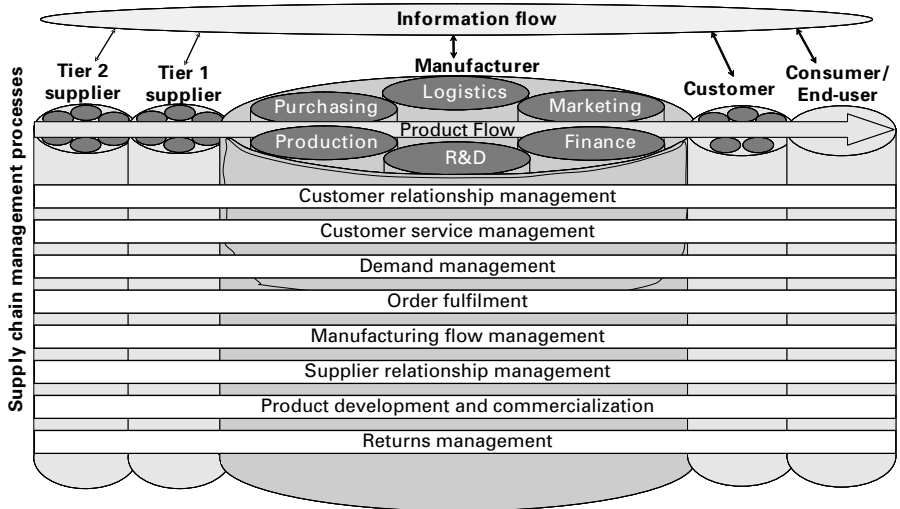 Information flow
Tier 2
supplier
Tier 1
supplier
Manufacturer
Customer
Consumer/
End-user
Purchasing
Logistics
Marketing
Product Flow
Production
R&D
Finance
Supply chain management processes
Customer relationship management
Customer service management
Demand management
Order fulfilment
Manufacturing flow management
Supplier relationship management
Product development and commercialization
Returns management